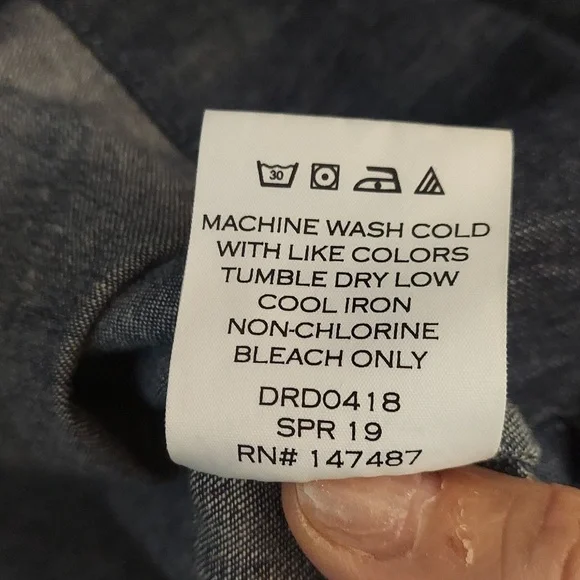 30
MACHINE WASH COLD
WITH LIKE COLORS
TUMBLE DRY LOW
COOL IRON
NON-CHLORINE
BLEACH ONLY
DRD0418
SPR 19
RN# 147487